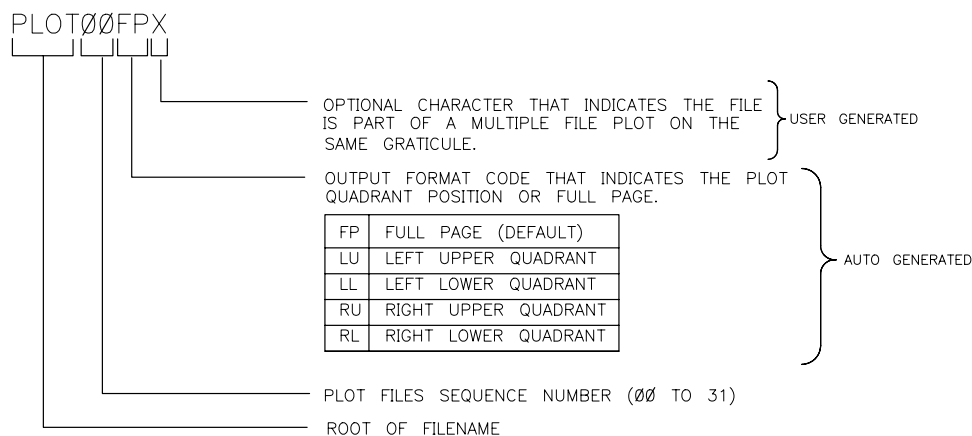 PLOTØØFPX
OPTIONAL CHARACTER THAT INDICATES THE FILE
IS PART OF A MULTIPLE FILE PLOT ON THE
SAME GRATICULE.
USER GENERATED
OUTPUT FORMAT CODE THAT INDICATES THE PLOT
QUADRANT POSITION OR FULL PAGE.
FP FULL PAGE (DEFAULT)
LU LEFT UPPER QUADRANT
LL LEFT LOWER QUADRANT
RU RIGHT UPPER QUADRANT
RL RIGHT LOWER QUADRANT
AUTO GENERATED
PLOT FILES SEQUENCE NUMBER (ØØ TO 31)
ROOT OF FILENAME